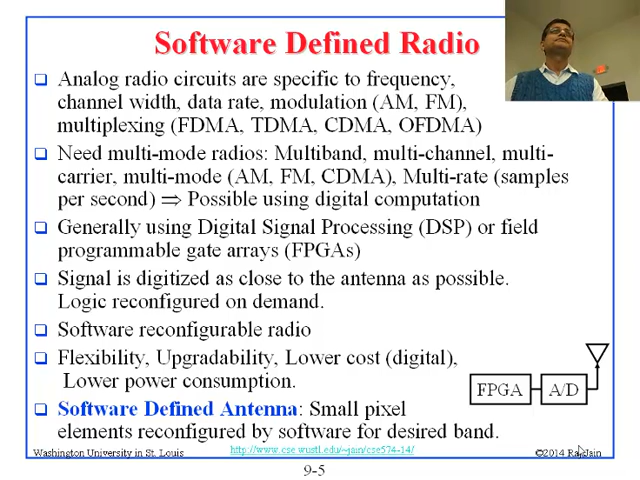 Software Defined Radio
Analog radio circuits are specific to frequency,
channel width, data rate, modulation (AM, FM),
multiplexing (FDMA, TDMA, CDMA, OFDMA)
Need multi-mode radios: Multiband, multi-channel, multi-
carrier, multi-mode (AM, FM, CDMA), Multi-rate (samples
per second) ⇒ Possible using digital computation
Generally using Digital Signal Processing (DSP) or field
programmable gate arrays (FPGAs)
Signal is digitized as close to the antenna as possible.
Logic reconfigured on demand.
Software reconfigurable radio
Flexibility, Upgradability, Lower cost (digital),
Lower power consumption.
FPGA A/D
Software Defined Antenna: Small pixel
elements reconfigured by software for desired band.
Washington University in St. Louis
http://www.cse.wustl.edu/~jain/cse574-14/
©2014 Raj Jain
9-5